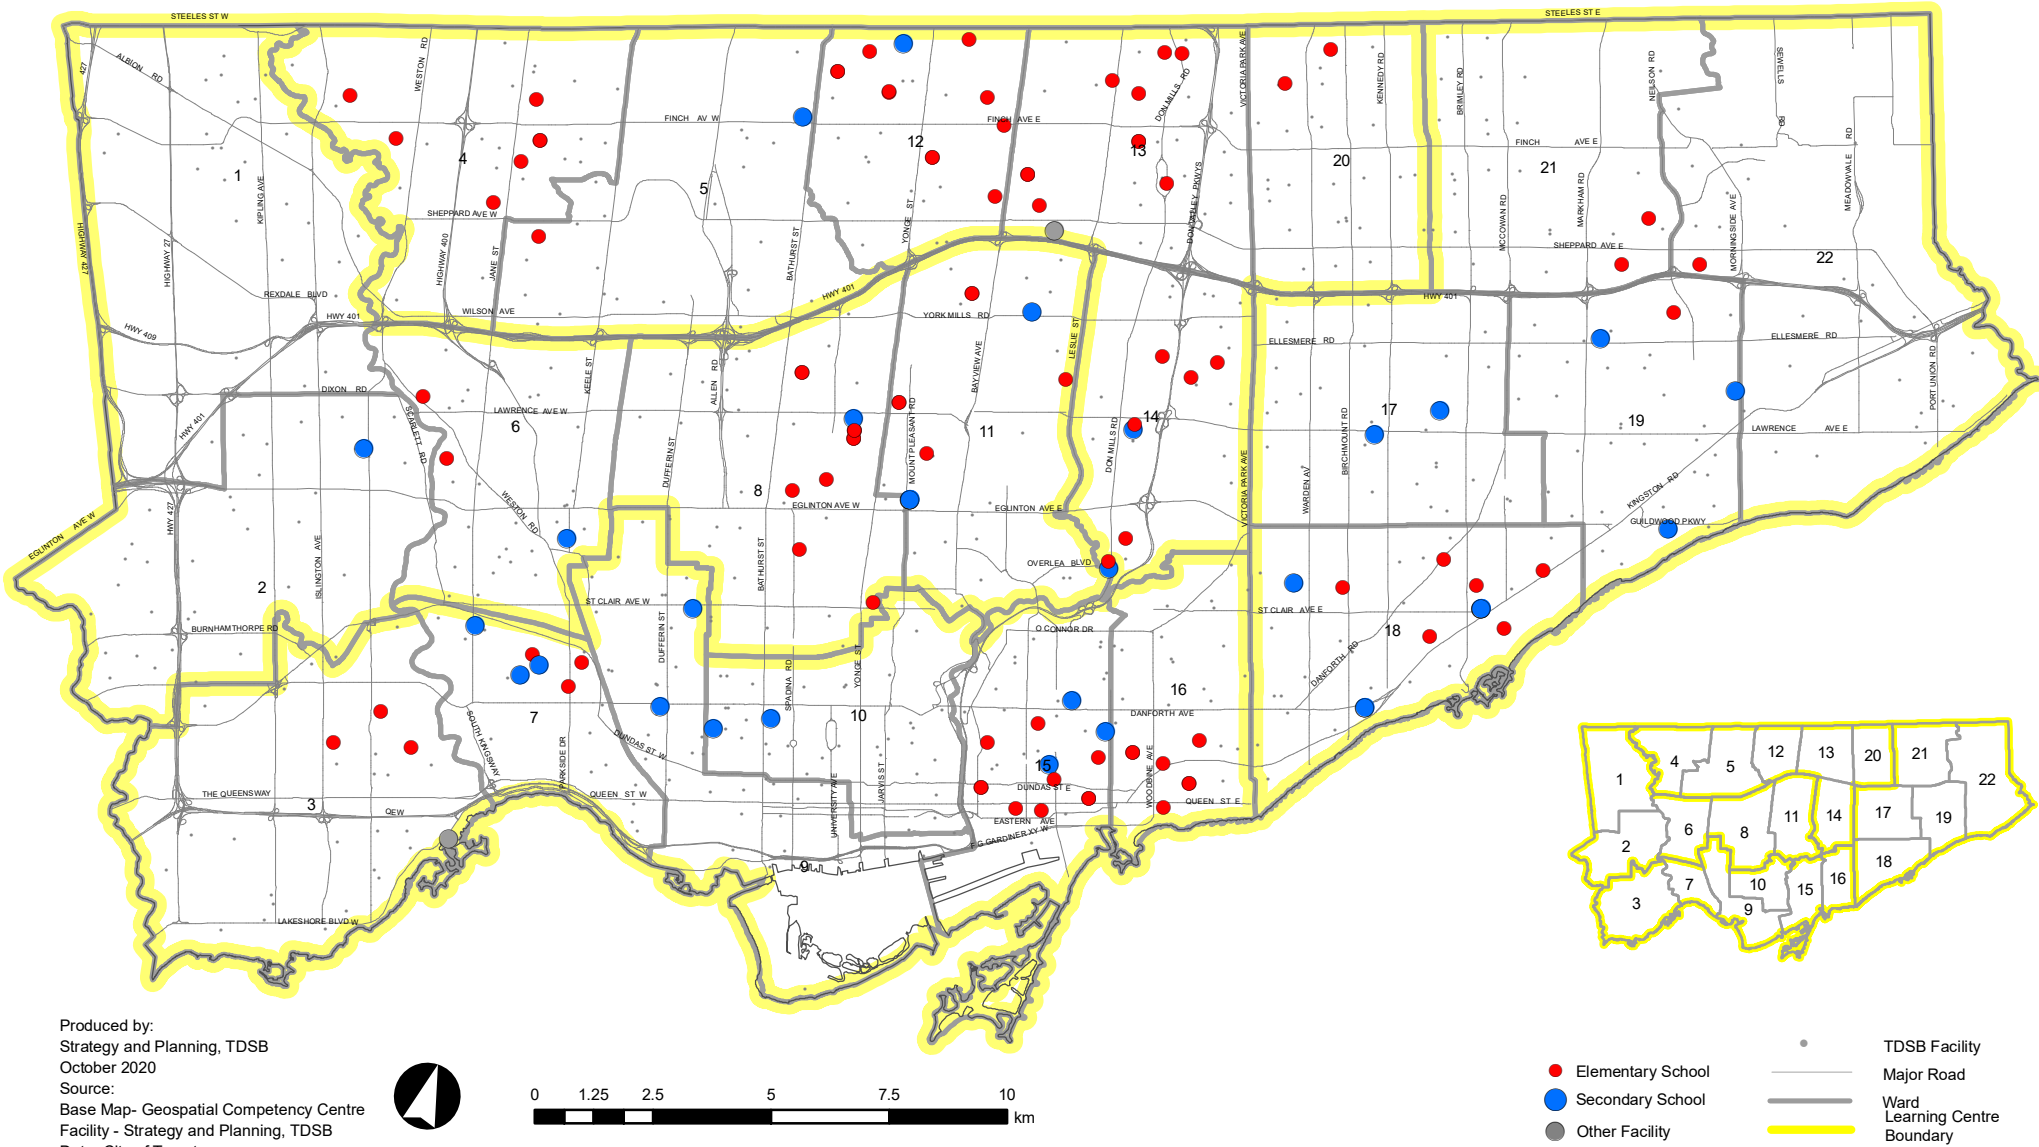 STEELES ST W
STEELES ST E
427
ALBION RD
WESTON RD
VICTORIA PARK AVE
KENNEDY RD
BRIMLEY RD
NEILSON RD
SEWELLS RD
DON MILLS RD
FINCH AV W
FINCH AVE E
FINCH AVE E
12
13
4
20
21
1
5
KIPLING AVE
MARKHAM RD
MEADOWVALE RD
SHEPPARD AVE W
YONGE ST
MCCOWAN RD
MORNINGSIDE AVE
HIGHWAY 427
HIGHWAY 27
HIGHWAY 400
JANE ST
BATHURST ST
SHEPPARD AVE E
22
REXDALE BLVD
HWY 401
HWY 401
HWY 401
WILSON AVE
YORK MILLS RD
HWY 409
LESLIE ST
ELLESMERE RD
ELLESMERE RD
KEELE ST
ALLEN RD
BAYVIEW AVE
PORT UNION RD
DIXON RD
HWY 401
SCARLETT RD
LAWRENCE AVE W
MOUNT PLEASANT RD
14
17
19
6
11
DON MILLS RD
BIRCHMOUNT RD
LAWRENCE AVE E
DUFFERIN ST
8
WESTON RD
EGLINTON AVE W
EGLINTON AVE E
VICTORIA PARK AVE
WARDEN AV
KINGSTON RD
GUILDWOOD PKWY
HWY 427
EGLINTON AVE W
ISLINGTON AVE
BATHURST ST
OVERLEA BLVD
2
ST CLAIR AVE W
ST CLAIR AVE E
BURNHAMTHORPE RD
DUFFERIN ST
O CONNOR DR
18
DANFORTH RD
YONGE ST
SPADINA RD
16
7
10
DANFORTH AVE
SOUTH KINGSWAY
DUNDAS ST W
PARKSIDE DR
15
DUNDAS ST E
WOODBINE AVE
JARVIS ST
UNIVERSITY AVE
THE QUEENSWAY
3
QUEEN ST W
QUEEN ST E
QEW
EASTERN AVE
F G GARDINER XY W
9
LAKESHORE BLVD W
4
12
13
20
21
1
5
22
11
14
17
19
6
8
2
18
7
10
15
16
3
9
Produced by:
Strategy and Planning, TDSB
October 2020
Source:
Base Map- Geospatial Competency Centre
Facility - Strategy and Planning, TDSB
0 1.25 2.5 5 7.5 10
km
Elementary School
Secondary School
Other Facility
TDSB Facility
Major Road
Ward
Learning Centre
Boundary